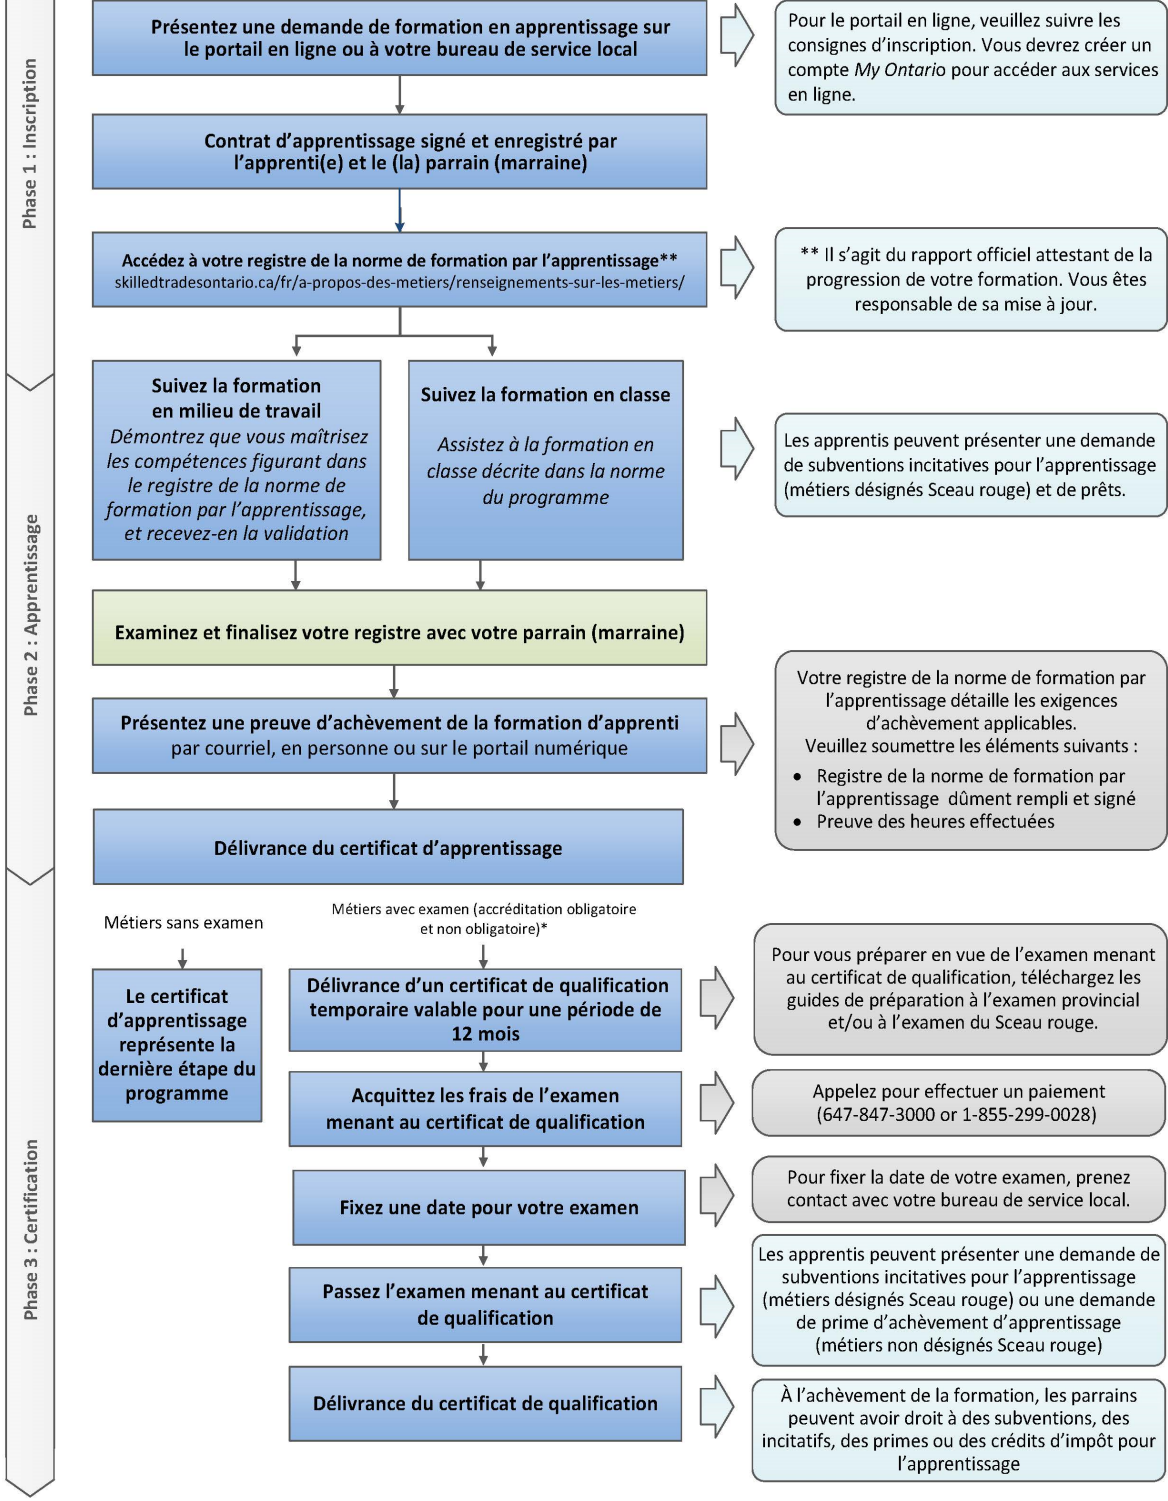 Phase 1 : Inscription
Présentez une demande de formation en apprentissage sur
le portail en ligne ou à votre bureau de service local
Pour le portail en ligne, veuillez suivre les
consignes d’inscription. Vous devrez créer un
compte My Ontario pour accéder aux services
en ligne.
Contrat d’apprentissage signé et enregistré par
l’apprenti(e) et le (la) parrain (marraine)
Accédez à votre registre de la norme de formation par l’apprentissage**
skilledtradesontario.ca/fr/a-propos-des-metiers/renseignements-sur-les-metiers/
** Il s’agit du rapport officiel attestant de la
progression de votre formation. Vous êtes
responsable de sa mise à jour.
Phase 2 : Apprentissage
Suivez la formation
en milieu de travail
Démontrez que vous maîtrisez
les compétences figurant dans
le registre de la norme de
formation par l’apprentissage,
et recevez-en la validation
Suivez la formation en classe
Assistez à la formation en
classe décrite dans la norme
du programme
Les apprentis peuvent présenter une demande
de subventions incitatives pour l’apprentissage
(métiers désignés Sceau rouge) et de prêts.
Examinez et finalisez votre registre avec votre parrain (marraine)
Présentez une preuve d’achèvement de la formation d’apprenti
par courriel, en personne ou sur le portail numérique
Votre registre de la norme de formation par
l’apprentissage détaille les exigences
d’achèvement applicables.
Veuillez soumettre les éléments suivants :
• Registre de la norme de formation par
l’apprentissage dûment rempli et signé
• Preuve des heures effectuées
Délivrance du certificat d’apprentissage
Phase 3 : Certification
Métiers sans examen
Le certificat
d’apprentissage
représente la
dernière étape du
programme
Métiers avec examen (accréditation obligatoire
et non obligatoire)*
Délivrance d’un certificat de qualification
temporaire valable pour une période de
12 mois
Pour vous préparer en vue de l’examen menant
au certificat de qualification, téléchargez les
guides de préparation à l’examen provincial
et/ou à l’examen du Sceau rouge.
Acquittez les frais de l’examen
menant au certificat de qualification
Appelez pour effectuer un paiement
(647-847-3000 or 1-855-299-0028)
Fixez une date pour votre examen
Pour fixer la date de votre examen, prenez
contact avec votre bureau de service local.
Passez l’examen menant au certificat
de qualification
Les apprentis peuvent présenter une demande de
subventions incitatives pour l’apprentissage
(métiers désignés Sceau rouge) ou une demande
de prime d’achèvement d’apprentissage
(métiers non désignés Sceau rouge)
Délivrance du certificat de qualification
À l’achèvement de la formation, les parrains
peuvent avoir droit à des subventions, des
incitatifs, des primes ou des crédits d’impôt pour
l’apprentissage